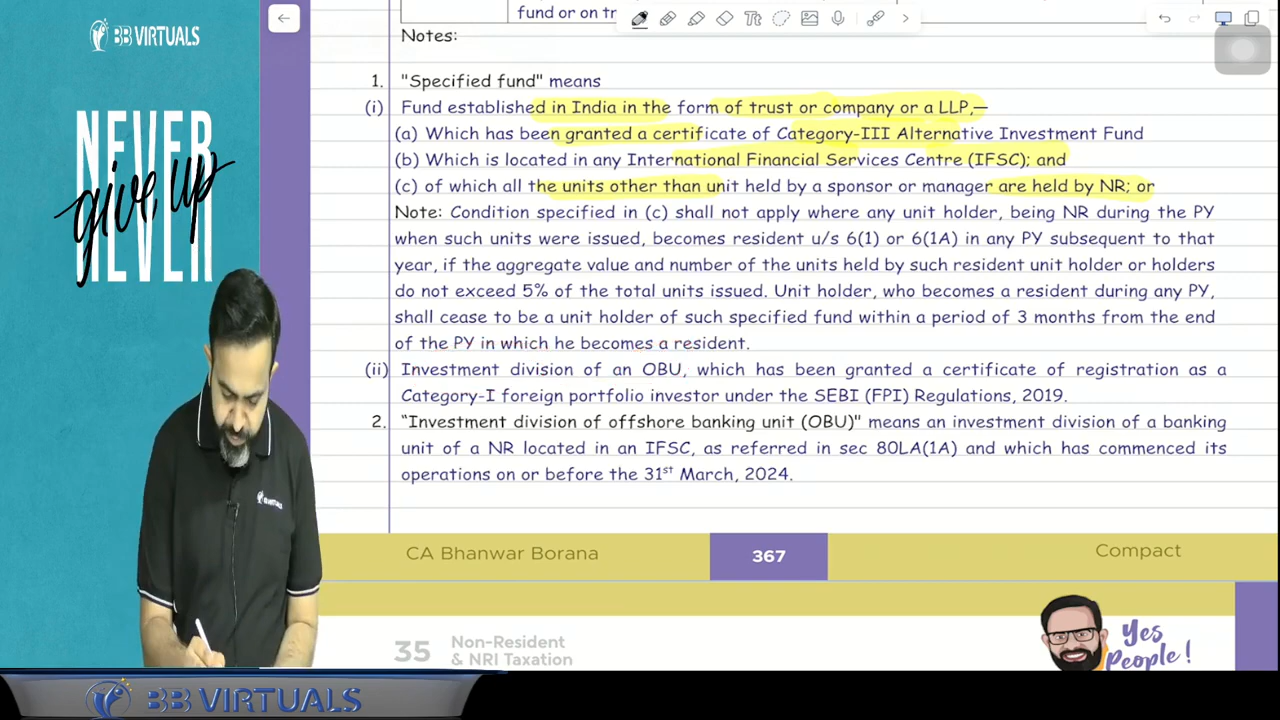 BB VIRTUALS
NEVER
give up
NEVER
fund or on tr
Notes:
1. "Specified fund" means
(i) Fund established in India in the form of trust or company or a LLP,—
(a) Which has been granted a certificate of Category-III Alternative Investment Fund
(b) Which is located in any International Financial Services Centre (IFSC); and
(c) of which all the units other than unit held by a sponsor or manager are held by NR; or
Note: Condition specified in (c) shall not apply where any unit holder, being NR during the PY
when such units were issued, becomes resident u/s 6(1) or 6(1A) in any PY subsequent to that
year, if the aggregate value and number of the units held by such resident unit holder or holders
do not exceed 5% of the total units issued. Unit holder, who becomes a resident during any PY,
shall cease to be a unit holder of such specified fund within a period of 3 months from the end
of the PY in which he becomes a resident.
(ii) Investment division of an OBU, which has been granted a certificate of registration as a
Category-I foreign portfolio investor under the SEBI (FPI) Regulations, 2019.
2. "Investment division of offshore banking unit (OBU)" means an investment division of a banking
unit of a NR located in an IFSC, as referred in sec 80LA(1A) and which has commenced its
operations on or before the 31st March, 2024.
CA Bhanwar Borana
367
Compact
35 Non-Resident
& NRI Taxation
Yes
People!
BB VIRTUALS